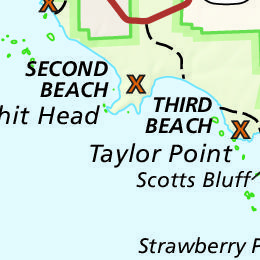 SECOND
BEACH
THIRD
BEACH
hit Head
Taylor Point
Scotts Bluff
Strawberry